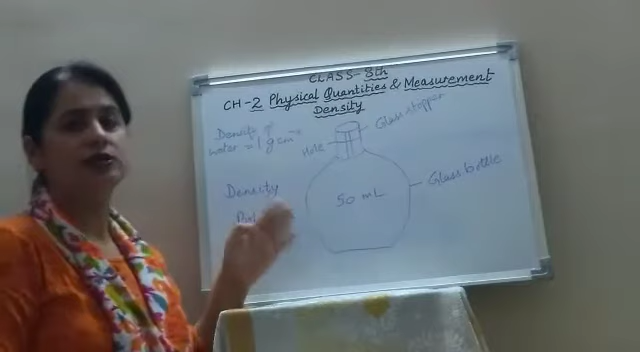 CLASS-8th
CH-2 Physical Quantities & Measurement
Density
Density of
water = 1 g cm⁻³
Glass stopper
Hole
Glass bottle
50 mL
Density